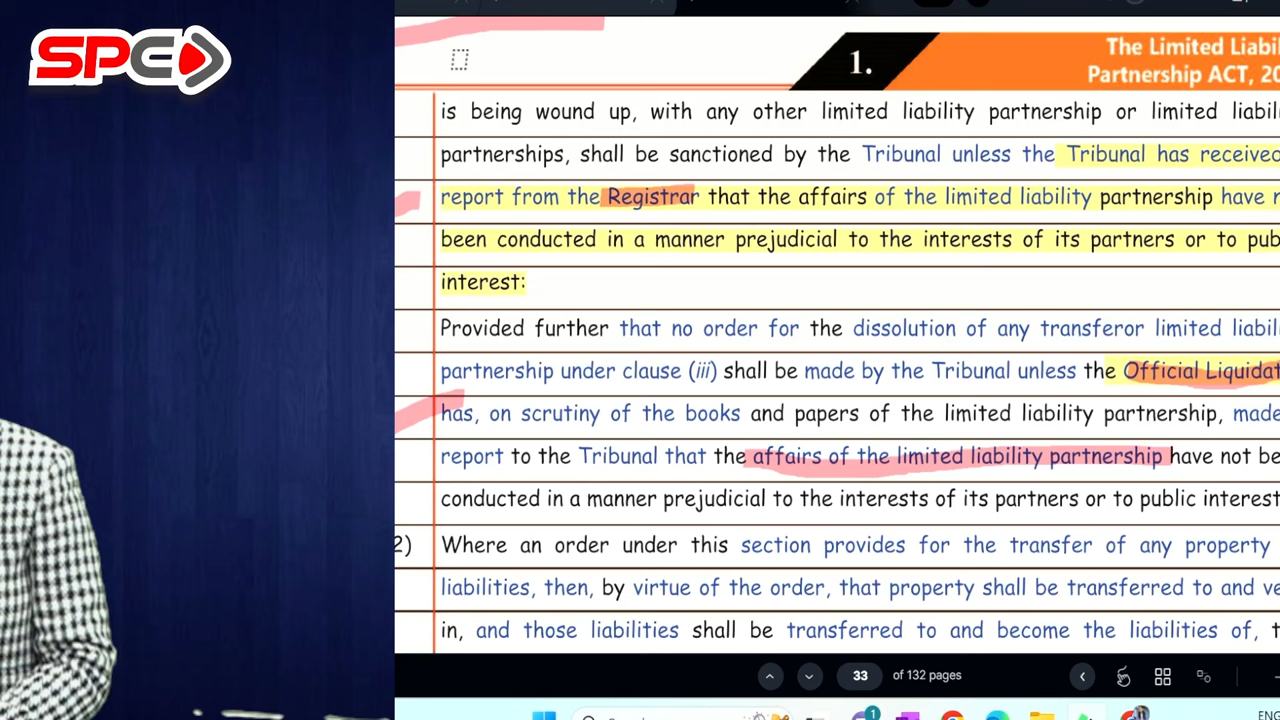 SPC
1.
The Limited Liabi
Partnership ACT, 20
is being wound up, with any other limited liability partnership or limited liabil
partnerships, shall be sanctioned by the Tribunal unless the Tribunal has received
report from the Registrar that the affairs of the limited liability partnership have n
been conducted in a manner prejudicial to the interests of its partners or to pub
interest:
Provided further that no order for the dissolution of any transferor limited liabil
partnership under clause (iii) shall be made by the Tribunal unless the Official Liquidat
has, on scrutiny of the books and papers of the limited liability partnership, made
report to the Tribunal that the affairs of the limited liability partnership have not be
conducted in a manner prejudicial to the interests of its partners or to public interest
2) Where an order under this section provides for the transfer of any property
liabilities, then, by virtue of the order, that property shall be transferred to and ve
in, and those liabilities shall be transferred to and become the liabilities of, t
33 of 132 pages
1
ENG